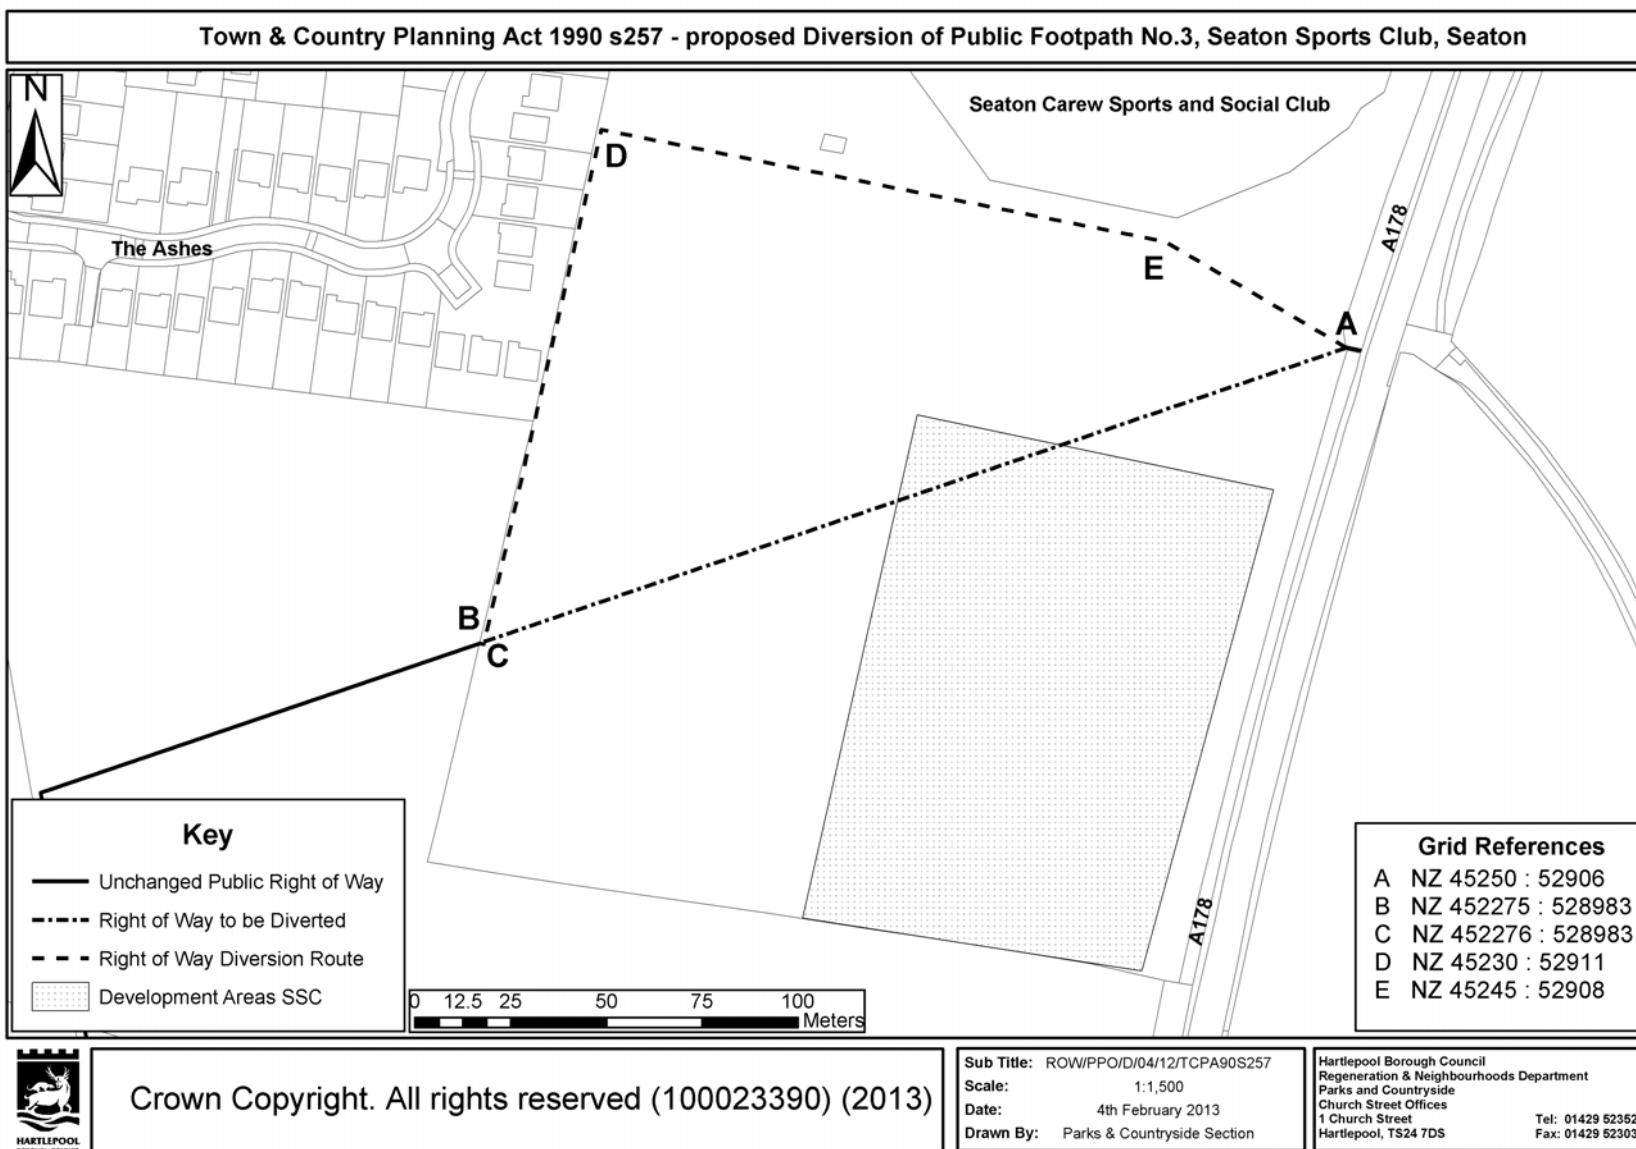 Town & Country Planning Act 1990 s257 - proposed Diversion of Public Footpath No.3, Seaton Sports Club, Seaton
N
Seaton Carew Sports and Social Club
D
A178
The Ashes
E
A
B
C
A178
Key
Unchanged Public Right of Way
Right of Way to be Diverted
Right of Way Diversion Route
Development Areas SSC
0 12.5 25 50 75 100
Meters
Grid References
A NZ 45250 : 52906
B NZ 452275 : 528983
C NZ 452276 : 528983
D NZ 45230 : 52911
E NZ 45245 : 52908
HARTLEPOOL
Crown Copyright. All rights reserved (100023390) (2013)
Sub Title: ROW/PPO/D/04/12/TCPA90S257
Scale: 1:1,500
Date: 4th February 2013
Drawn By: Parks & Countryside Section
Hartlepool Borough Council
Regeneration & Neighbourhoods Department
Parks and Countryside
Church Street Offices
1 Church Street Tel: 01429 52352
Hartlepool, TS24 7DS Fax: 01429 52303